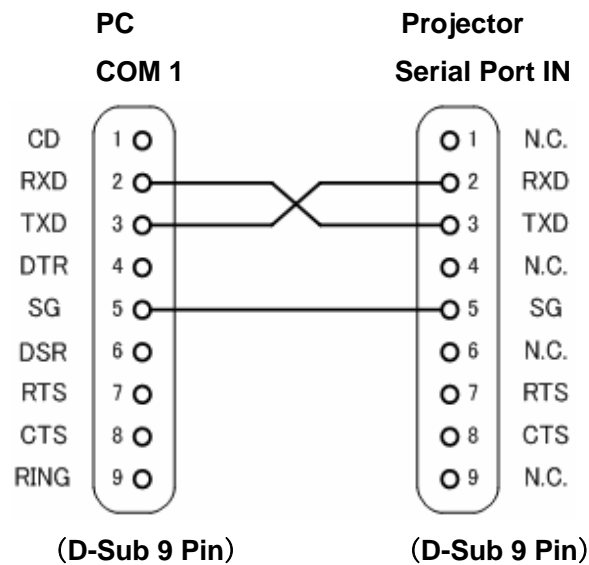 PC Projector
COM 1 Serial Port IN
CD 1 1 N.C.
RXD 2 2 RXD
TXD 3 3 TXD
DTR 4 4 N.C.
SG 5 5 SG
DSR 6 6 N.C.
RTS 7 7 RTS
CTS 8 8 CTS
RING 9 9 N.C.
（D-Sub 9 Pin） （D-Sub 9 Pin）